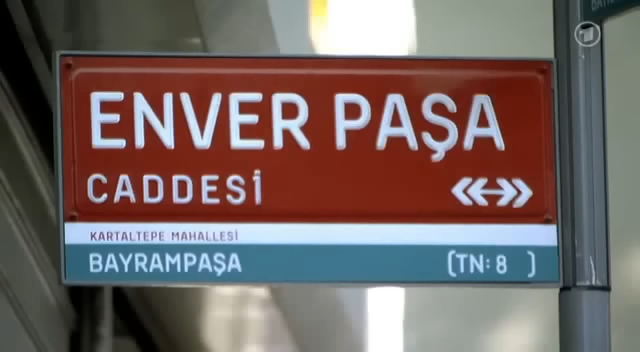 ENVER PAŞA
CADDESİ
KARTALTEPE MAHALLESİ
BAYRAMPAŞA (TN: 8 )